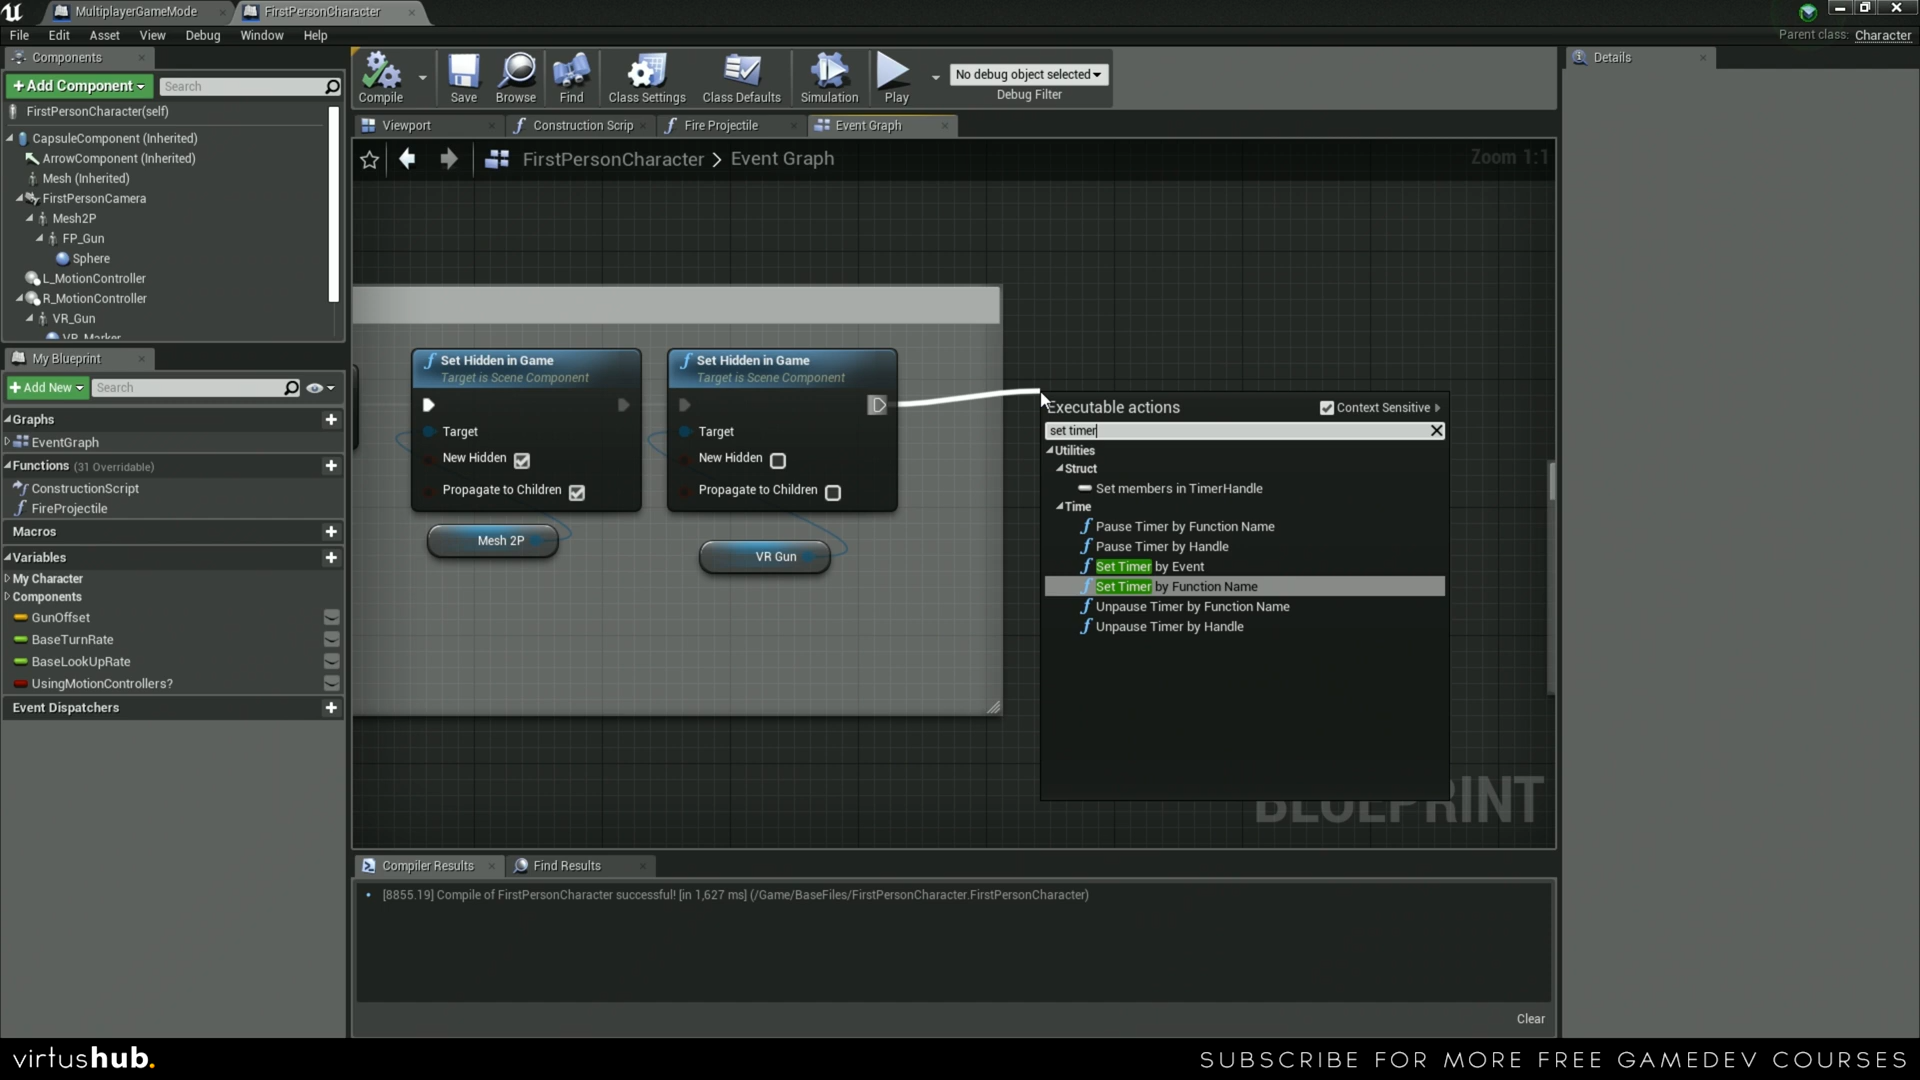 MultiplayerGameMode
FirstPersonCharacter
File Edit Asset View Debug Window Help
Parent class: Character
Components
+Add Component
Search
FirstPersonCharacter(self)
CapsuleComponent (Inherited)
ArrowComponent (Inherited)
Mesh (Inherited)
FirstPersonCamera
Mesh2P
FP_Gun
Sphere
L_MotionController
R_MotionController
VR_Gun
VR_Marker
My Blueprint
+Add New
Search
Graphs
EventGraph
Functions (31 Overridable)
ConstructionScript
FireProjectile
Macros
Variables
My Character
Components
GunOffset
BaseTurnRate
BaseLookUpRate
UsingMotionControllers?
Event Dispatchers
Compile
Save
Browse
Find
Class Settings
Class Defaults
Simulation
Play
No debug object selected
Debug Filter
Details
Viewport
Construction Scrip
Fire Projectile
Event Graph
FirstPersonCharacter > Event Graph
Zoom 1:1
Set Hidden in Game
Target is Scene Component
Target
New Hidden
Propagate to Children
Mesh 2P
Set Hidden in Game
Target is Scene Component
Target
New Hidden
Propagate to Children
VR Gun
Executable actions
Context Sensitive
set timer
Utilities
Struct
Set members in TimerHandle
Time
Pause Timer by Function Name
Pause Timer by Handle
Set Timer by Event
Set Timer by Function Name
Unpause Timer by Function Name
Unpause Timer by Handle
BLUEPRINT
Compiler Results
Find Results
[8855.19] Compile of FirstPersonCharacter successful! [in 1,627 ms] (/Game/BaseFiles/FirstPersonCharacter.FirstPersonCharacter)
Clear
virtushub.
SUBSCRIBE FOR MORE FREE GAMEDEV COURSES